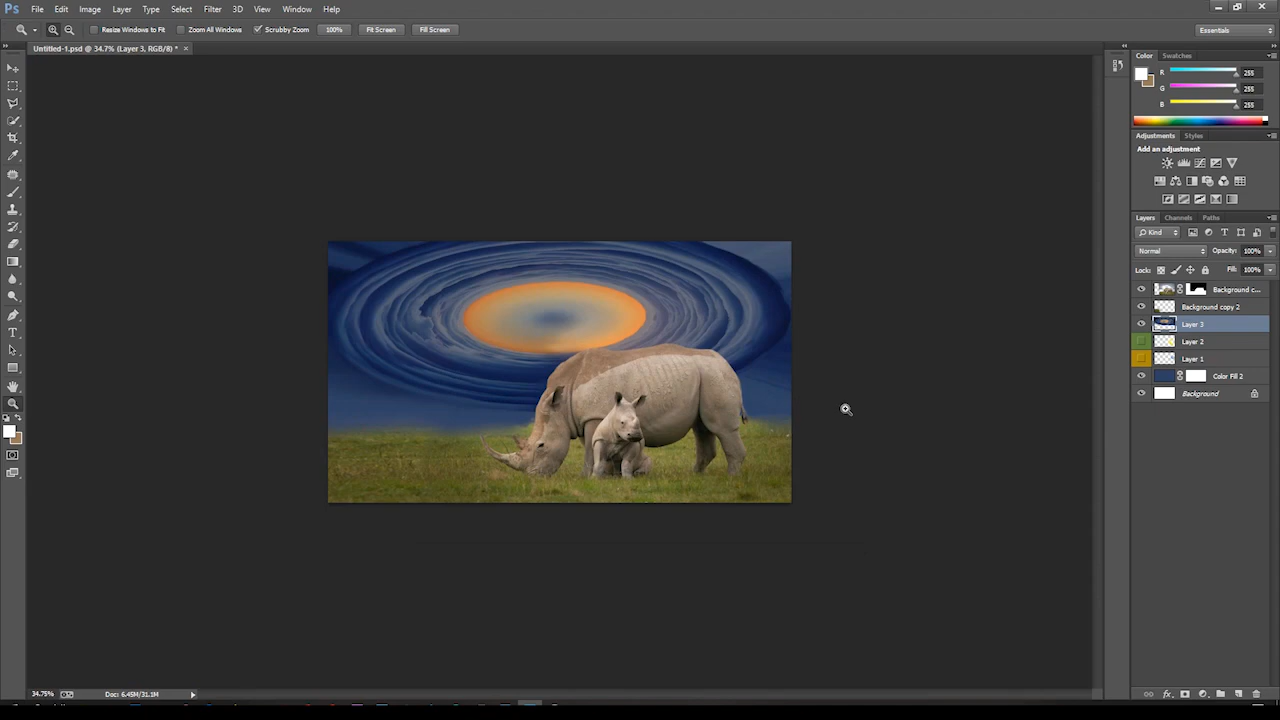 Ps File Edit Image Layer Type Select Filter 3D View Window Help
Resize Windows to Fit Zoom All Windows Scrubby Zoom 100% Fit Screen Fill Screen Essentials
Untitled-1.psd @ 34.7% (Layer 3, RGB/8) * ×
Color Swatches
R 255
G 255
B 255
Adjustments Styles
Add an adjustment
Layers Channels Paths
Kind
Normal Opacity: 100%
Lock: Fill: 100%
Background c...
Background copy 2
Layer 3
Layer 2
Layer 1
Color Fill 2
Background
34.75% Doc: 6.45M/31.1M